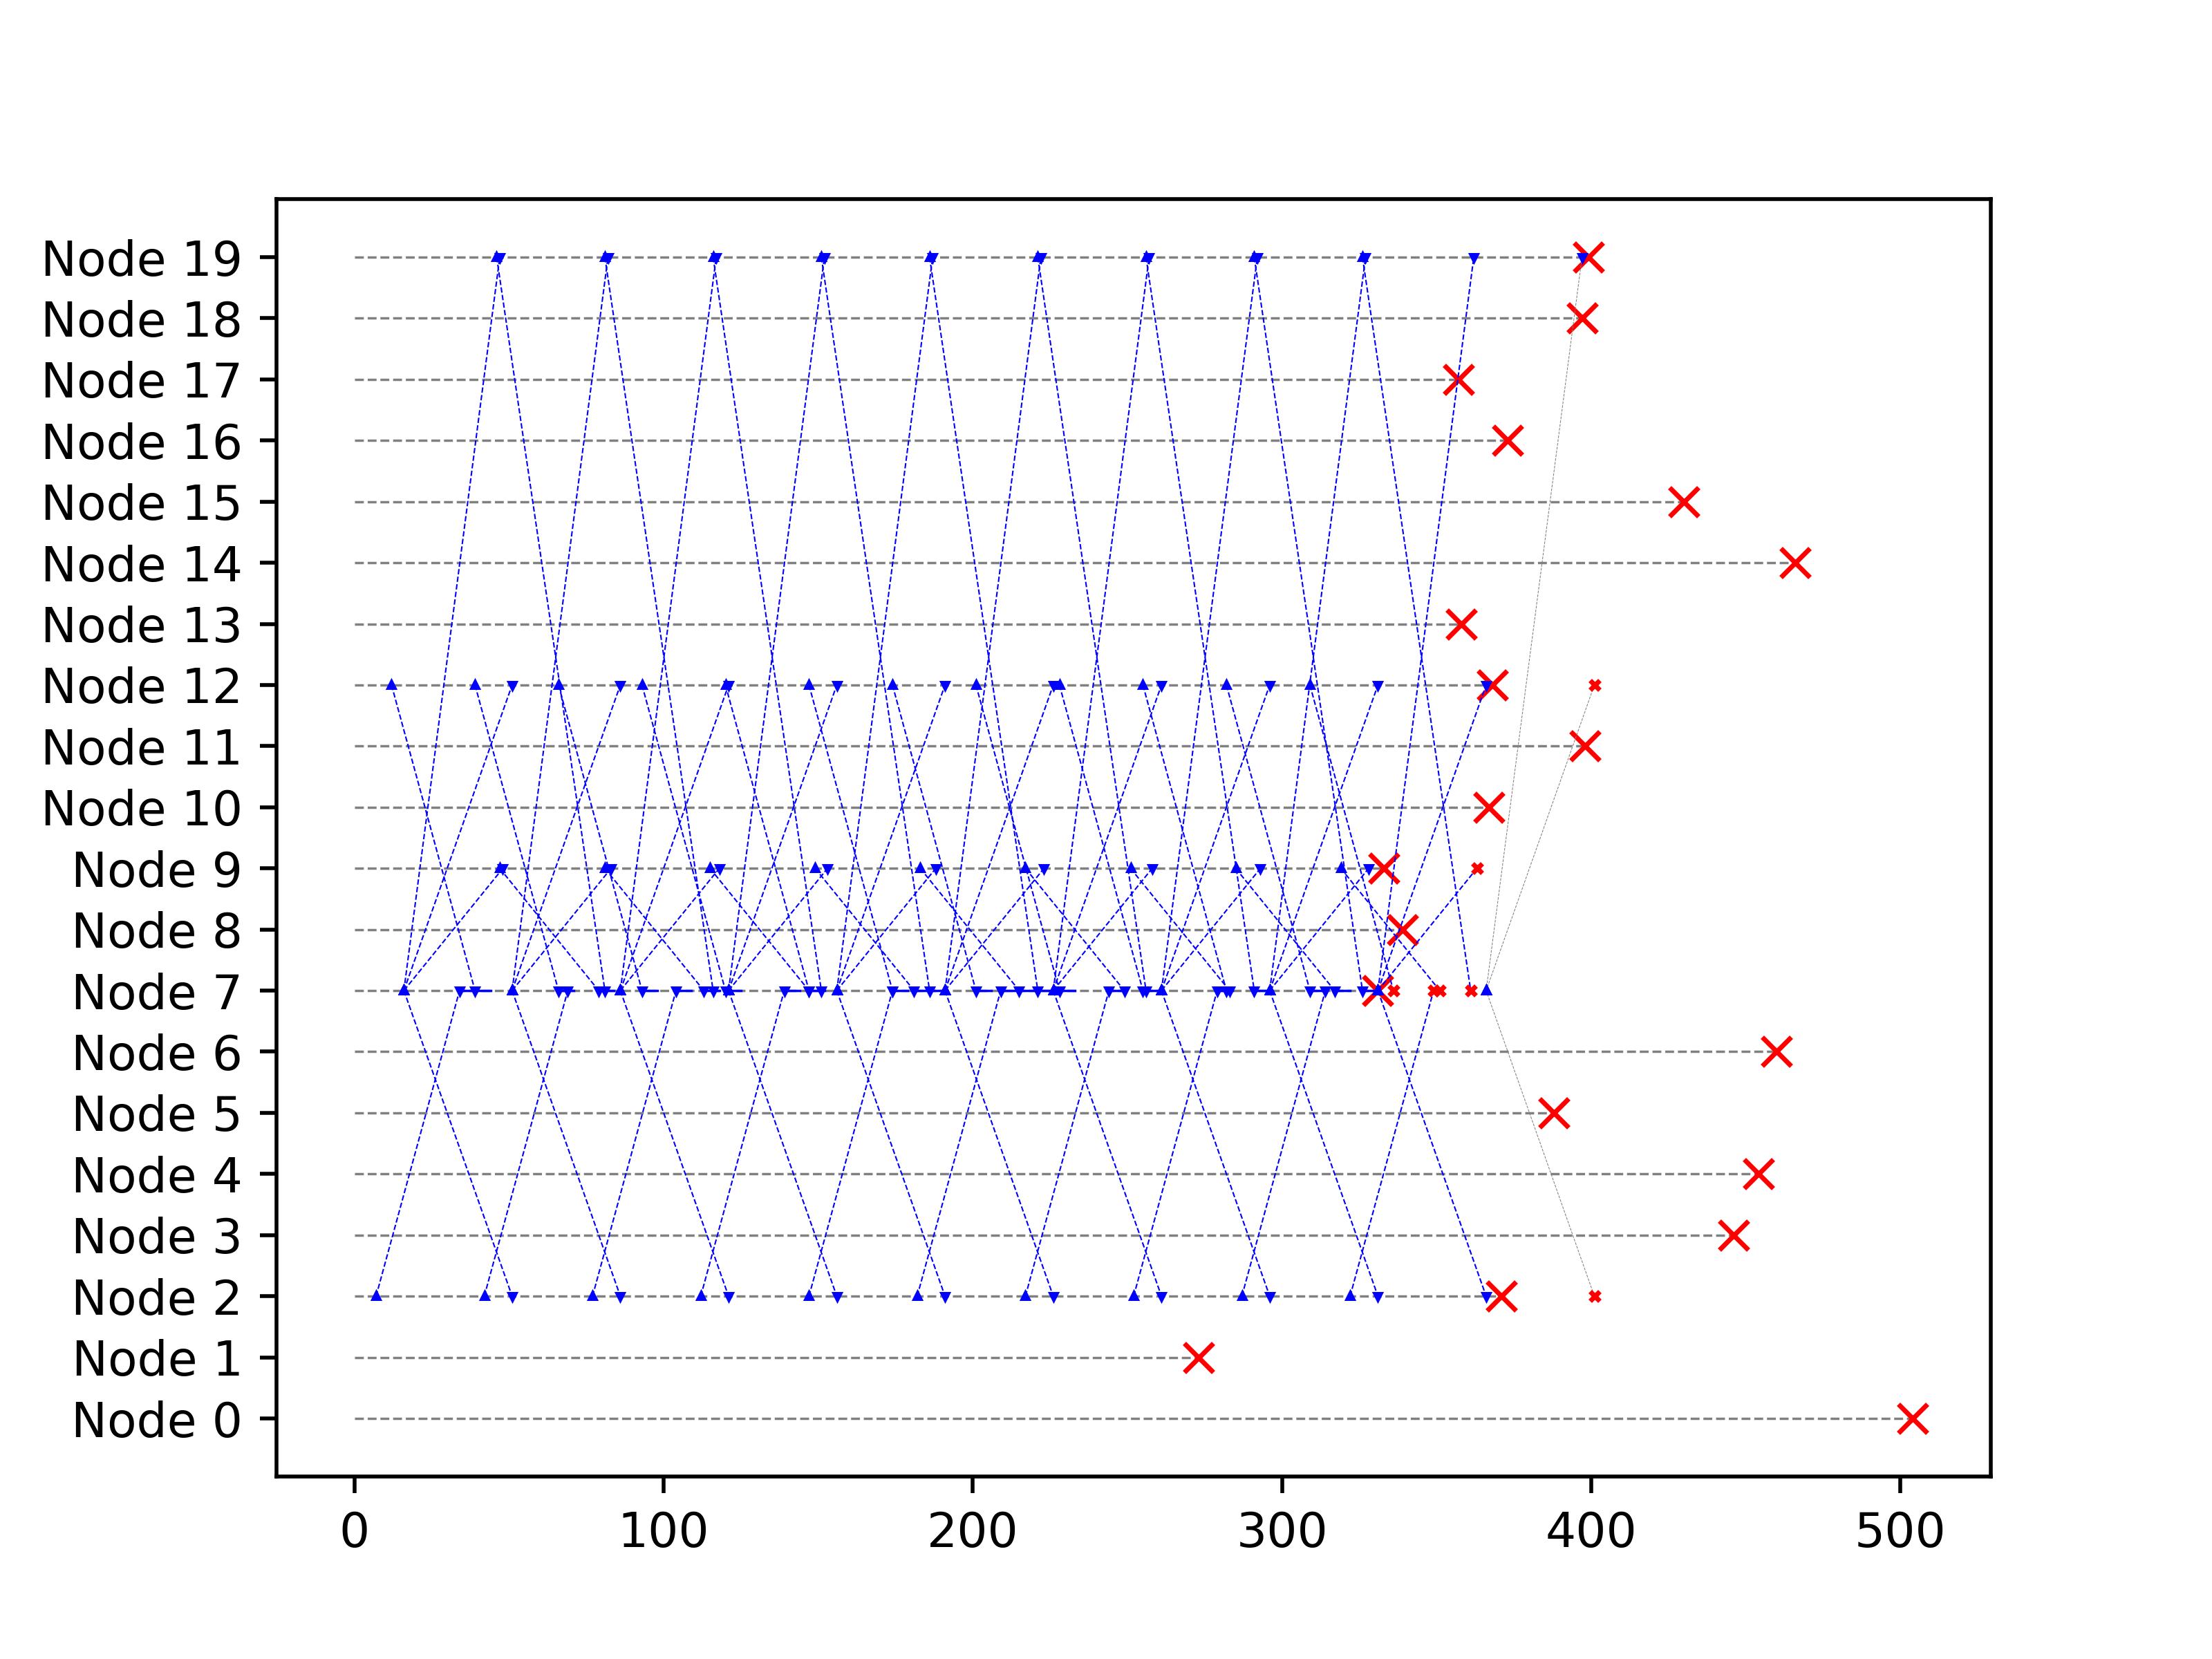 Node 19
Node 18
Node 17
Node 16
Node 15
Node 14
Node 13
Node 12
Node 11
Node 10
Node 9
Node 8
Node 7
Node 6
Node 5
Node 4
Node 3
Node 2
Node 1
Node 0
0 100 200 300 400 500